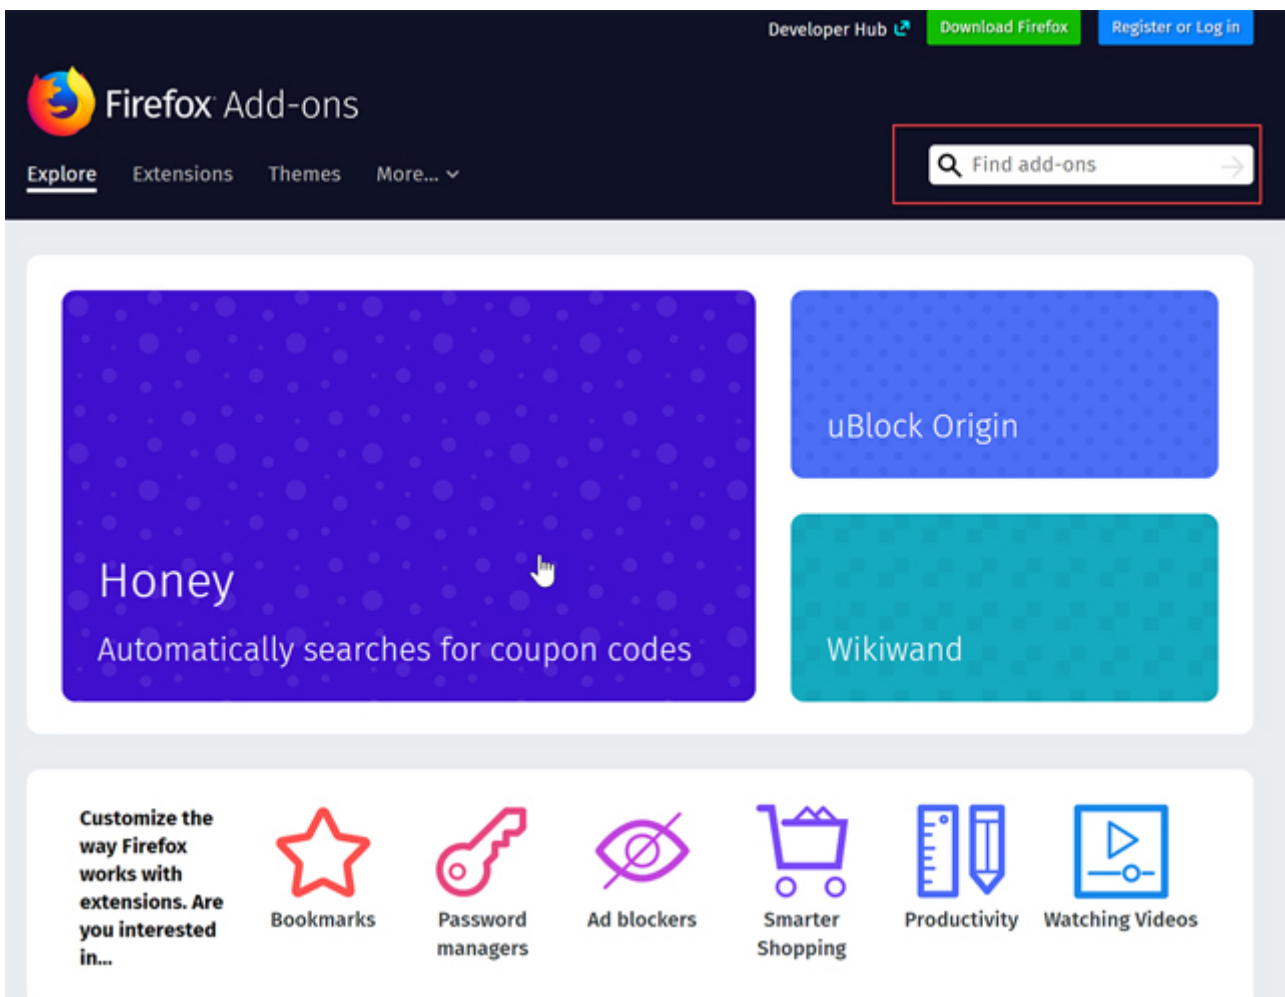 Developer Hub
Download Firefox
Register or Log in
Firefox Add-ons
Explore
Extensions
Themes
More...
Find add-ons
Honey
Automatically searches for coupon codes
uBlock Origin
Wikiwand
Customize the
way Firefox
works with
extensions. Are
you interested
in...
Bookmarks
Password
managers
Ad blockers
Smarter
Shopping
Productivity
Watching Videos